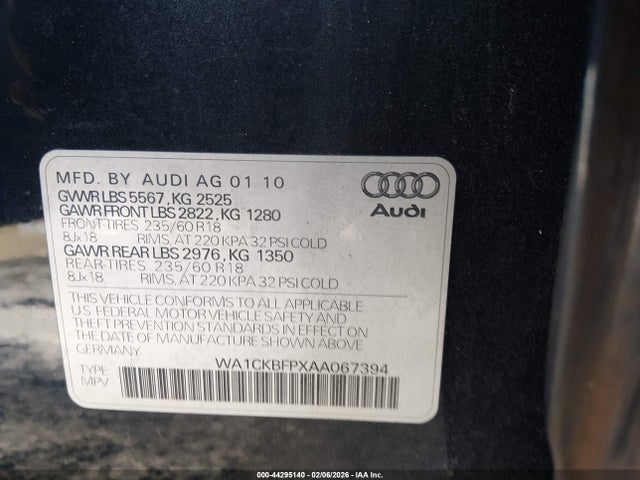 MFD. BY AUDI AG 01 10
GVWR LBS 5567, KG 2525
GAWR FRONT LBS 2822, KG 1280
FRONT-TIRES 235/60 R18
8Jx18 RIMS, AT 220 KPA 32 PSI COLD
GAWR REAR LBS 2976, KG 1350
REAR-TIRES 235/60 R18
8Jx18 RIMS, AT 220 KPA 32 PSI COLD
Audi
THIS VEHICLE CONFORMS TO ALL APPLICABLE
U.S FEDERAL MOTOR VEHICLE SAFETY AND
THEFT PREVENTION STANDARDS IN EFFECT ON
THE DATE OF MANUFACTURE SHOWN ABOVE
GERMANY
WA1CKBFPXAA067394
TYPE
MPV
000-44295140 - 02/06/2026 - IAA Inc.